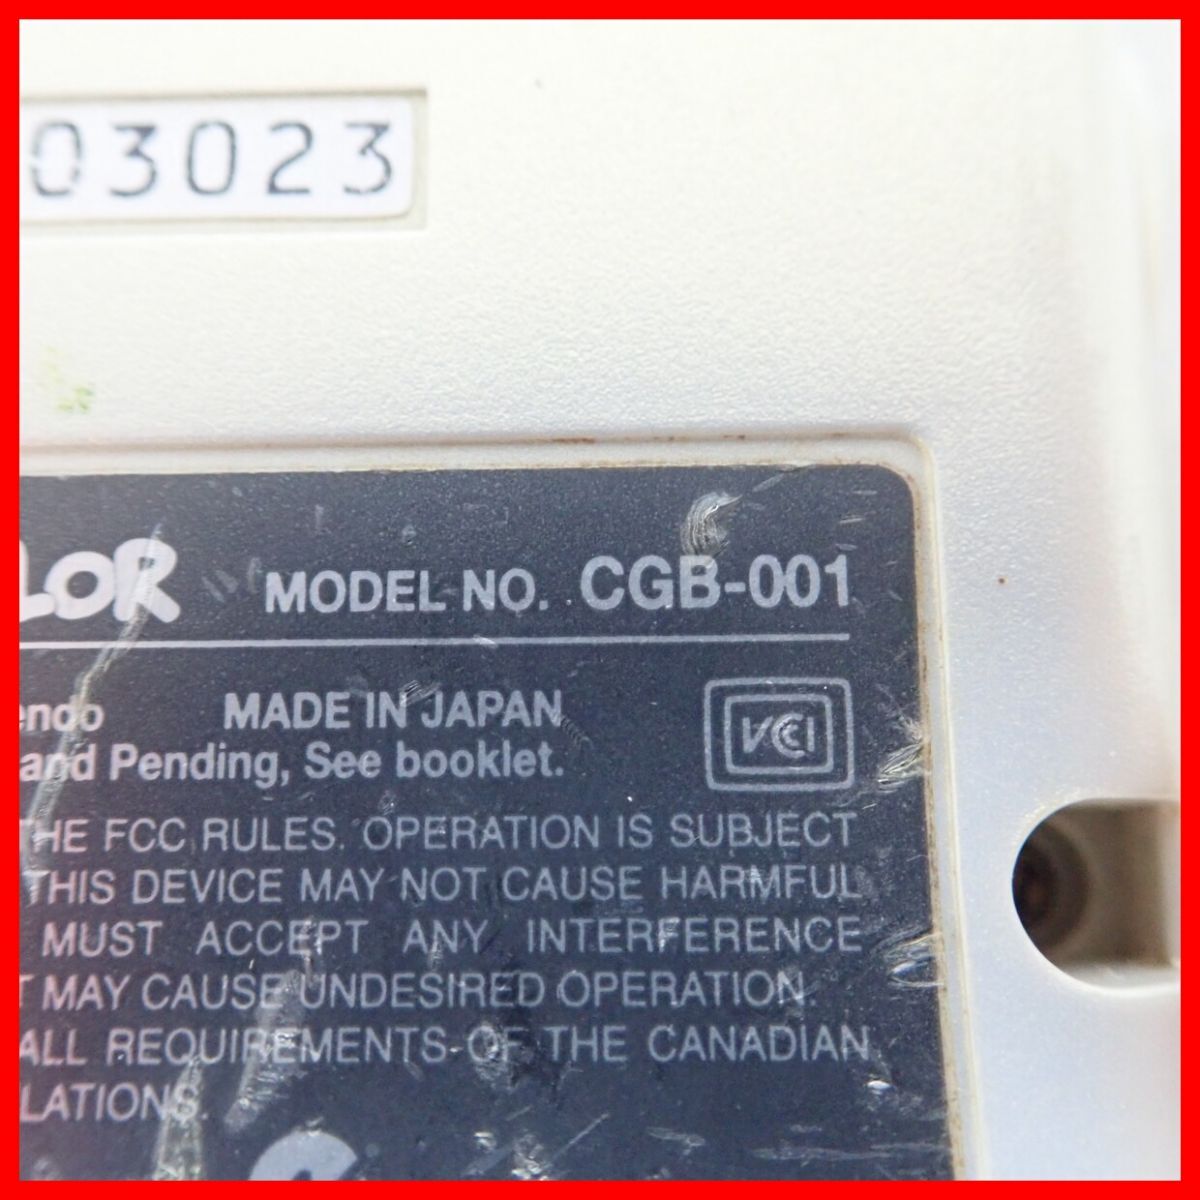 03023
LOR MODEL NO. CGB-001
endo MADE IN JAPAN
and Pending, See booklet.
VCI
HE FCC RULES. OPERATION IS SUBJECT
THIS DEVICE MAY NOT CAUSE HARMFUL
MUST ACCEPT ANY INTERFERENCE
T MAY CAUSE UNDESIRED OPERATION.
ALL REQUIREMENTS OF THE CANADIAN
LATIONS.